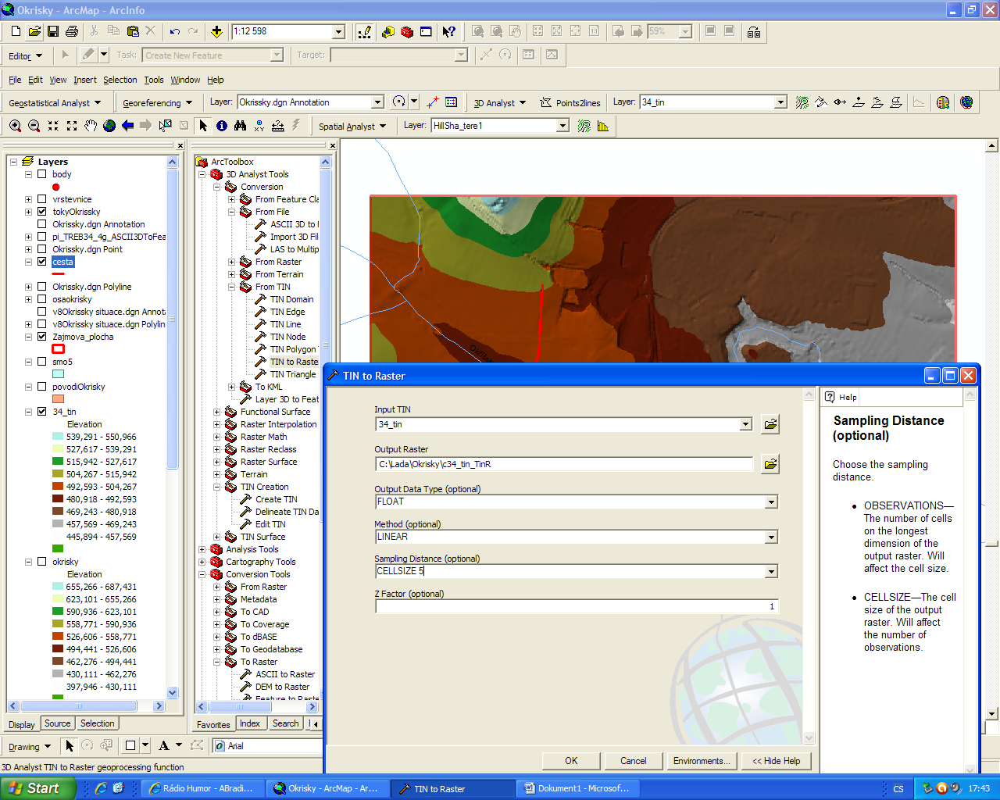 Okrisky - ArcMap - ArcInfo
1:12 598
59%
Editor
Task:
Create New Feature
Target:
File Edit View Insert Selection Tools Window Help
Geostatistical Analyst
Georeferencing
Layer:
Okrissky.dgn Annotation
3D Analyst
Points2lines
Layer:
34_tin
Spatial Analyst
Layer:
HillSha_tere1
Layers
body
vrstevnice
tokyOkrissky
Okrissky.dgn Annotation
pi_TREB34_4g_ASCII3DToFea
Okrissky.dgn Point
cesta
Okrissky.dgn Polyline
osaokrisky
v8Okrissky situace.dgn Annota
v8Okrissky situace.dgn Polylin
Zajmova_plocha
smo5
povodiOkrisky
34_tin
Elevation
539,291 - 550,966
527,617 - 539,291
515,942 - 527,617
504,267 - 515,942
492,593 - 504,267
480,918 - 492,593
469,243 - 480,918
457,569 - 469,243
445,894 - 457,569
okrisky
Elevation
655,266 - 687,431
623,101 - 655,266
590,936 - 623,101
558,771 - 590,936
526,606 - 558,771
494,441 - 526,606
462,276 - 494,441
430,111 - 462,276
397,946 - 430,111
Display Source Selection
ArcToolbox
3D Analyst Tools
Conversion
From Feature Cla
From File
ASCII 3D to F
Import 3D Fil
LAS to Multip
From Raster
From Terrain
From TIN
TIN Domain
TIN Edge
TIN Line
TIN Node
TIN Polygon
TIN to Raste
TIN Triangle
To KML
Layer 3D to Feat
Functional Surface
Raster Interpolation
Raster Math
Raster Reclass
Raster Surface
Terrain
TIN Creation
Create TIN
Delineate TIN Da
Edit TIN
TIN Surface
Analysis Tools
Cartography Tools
Conversion Tools
From Raster
Metadata
To CAD
To Coverage
To dBASE
To Geodatabase
To Raster
ASCII to Raster
DEM to Raster
Feature to Raste
Favorites Index Search
TIN to Raster
Input TIN
34_tin
Output Raster
C:\Lada\Okrisky\c34_tin_TinR
Output Data Type (optional)
FLOAT
Method (optional)
LINEAR
Sampling Distance (optional)
CELLSIZE 5
Z Factor (optional)
1
OK
Cancel
Environments...
<< Hide Help
Help
Sampling Distance
(optional)
Choose the sampling
distance.
• OBSERVATIONS—
The number of cells
on the longest
dimension of the
output raster. Will
affect the cell size.
• CELLSIZE—The cell
size of the output
raster. Will affect
the number of
observations.
Drawing
A
Arial
3D Analyst TIN to Raster geoprocessing function
Start
Rádio Humor - ABradi...
Okrisky - ArcMap - Ar...
TIN to Raster
Dokument1 - Microsof...
CS
17:43